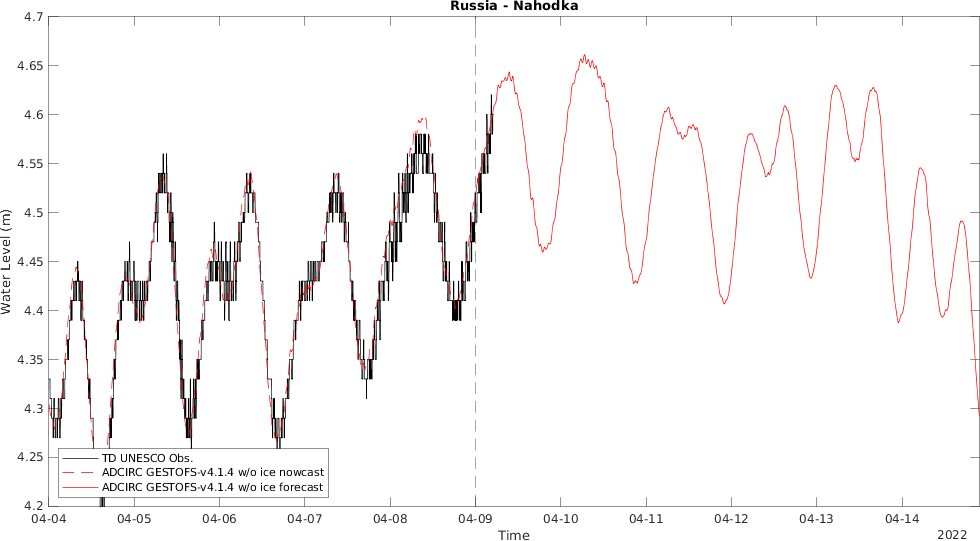 Russia - Nahodka
4.7
4.65
4.6
4.55
4.5
4.45
4.4
4.35
4.3
4.25
4.2
Water Level (m)
TD UNESCO Obs.
ADCIRC GESTOFS-v4.1.4 w/o ice nowcast
ADCIRC GESTOFS-v4.1.4 w/o ice forecast
04-04 04-05 04-06 04-07 04-08 04-09 04-10 04-11 04-12 04-13 04-14
Time
2022